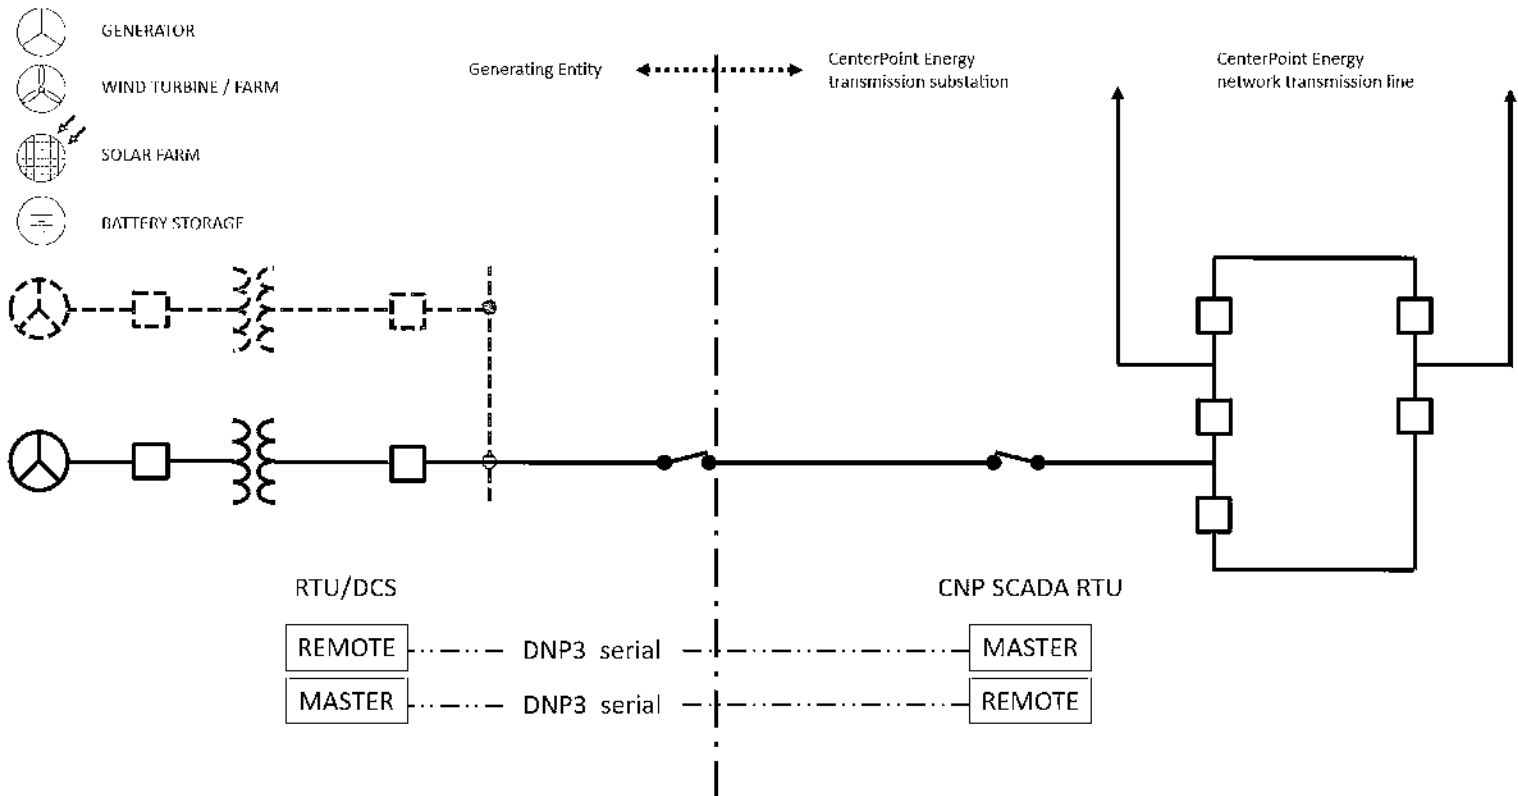 GENERATOR
WIND TURBINE / FARM
SOLAR FARM
BATTERY STORAGE
Generating Entity
CenterPoint Energy
transmission substation
CenterPoint Energy
network transmission line
RTU/DCS
CNP SCADA RTU
REMOTE
DNP3 serial
MASTER
MASTER
DNP3 serial
REMOTE